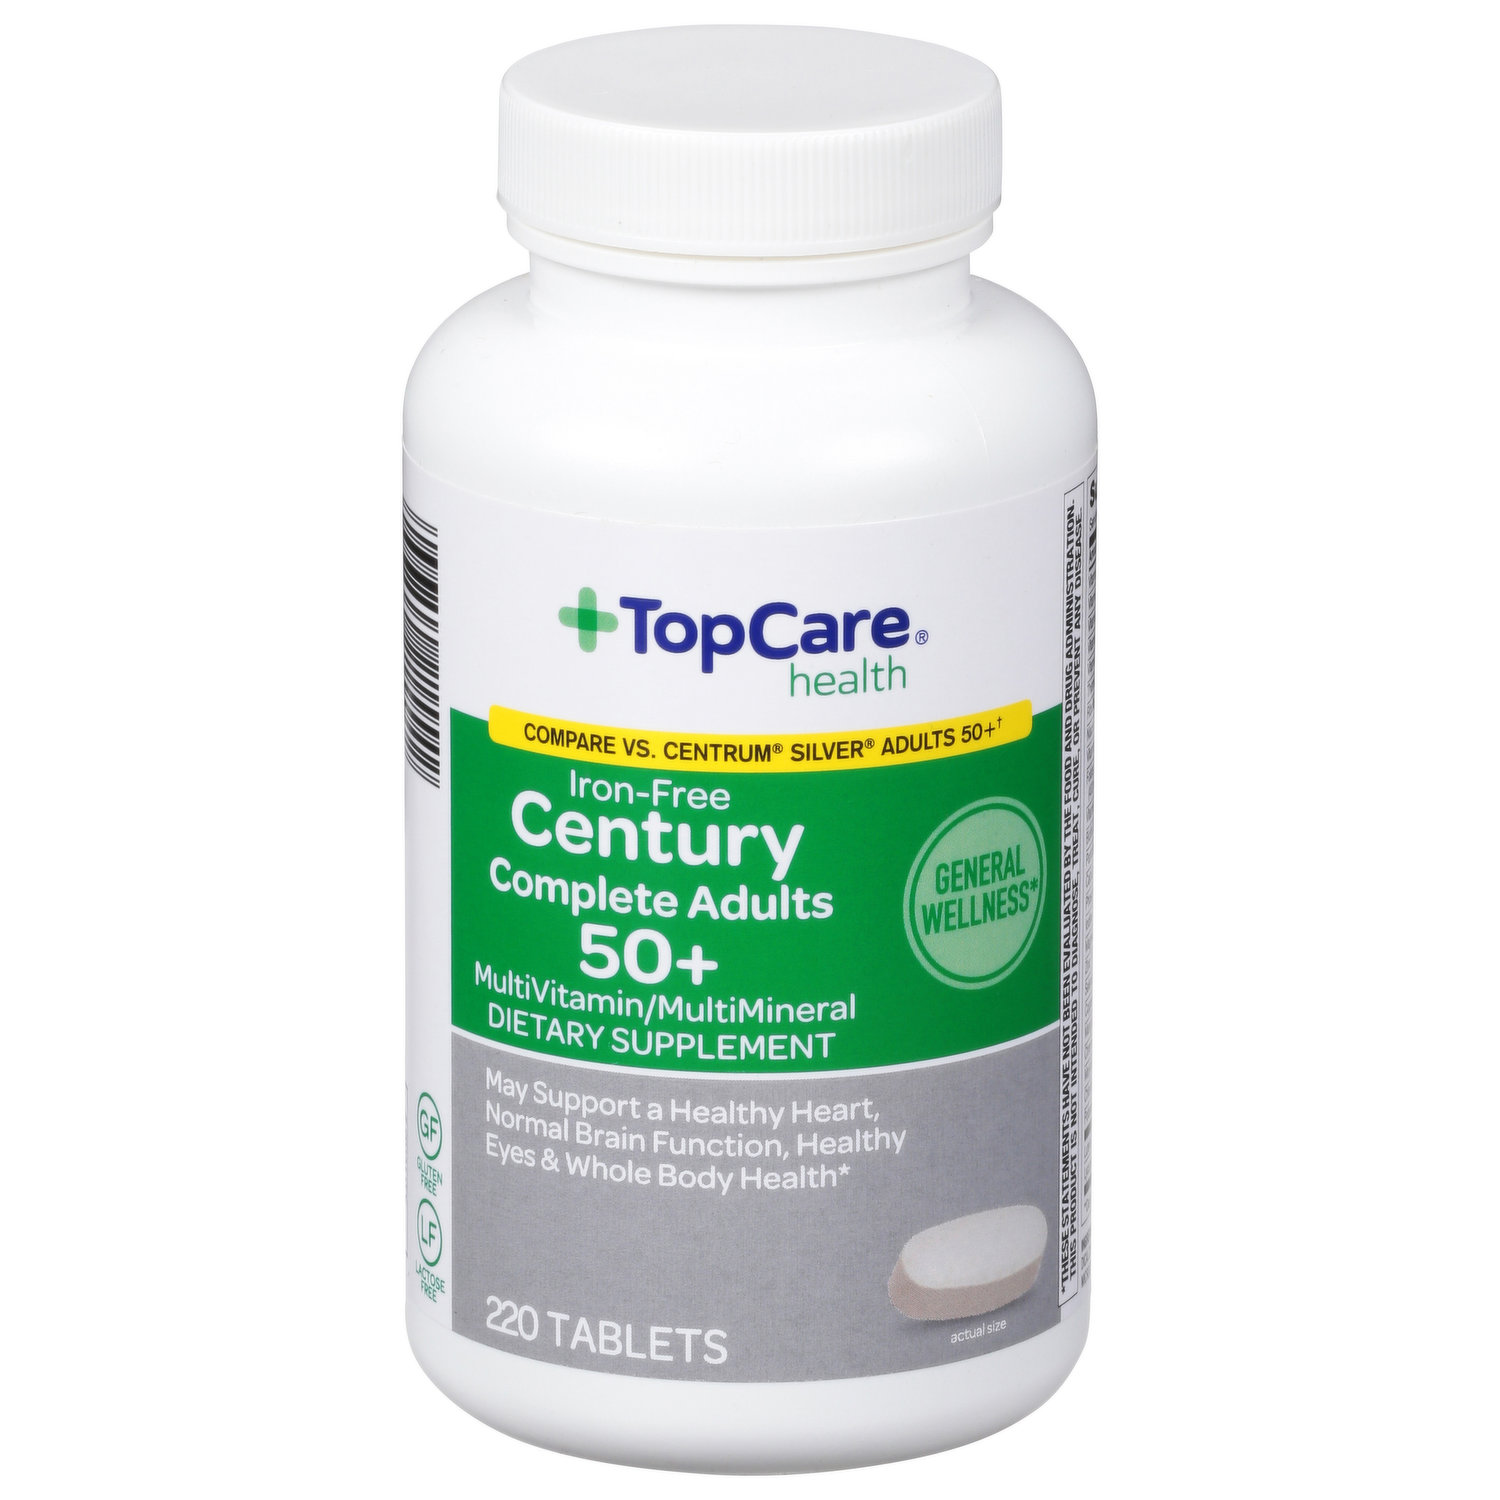 TopCare®
health
COMPARE VS. CENTRUM® SILVER® ADULTS 50+†
Iron-Free
Century
Complete Adults
50+
MultiVitamin/MultiMineral
DIETARY SUPPLEMENT
GENERAL
WELLNESS*
May Support a Healthy Heart,
Normal Brain Function, Healthy
Eyes & Whole Body Health*
220 TABLETS
actual size
GF
GLUTEN
FREE
LF
LACTOSE
FREE
*THESE STATEMENTS HAVE NOT BEEN EVALUATED BY THE FOOD AND DRUG ADMINISTRATION.
THIS PRODUCT IS NOT INTENDED TO DIAGNOSE, TREAT, CURE, OR PREVENT ANY DISEASE.